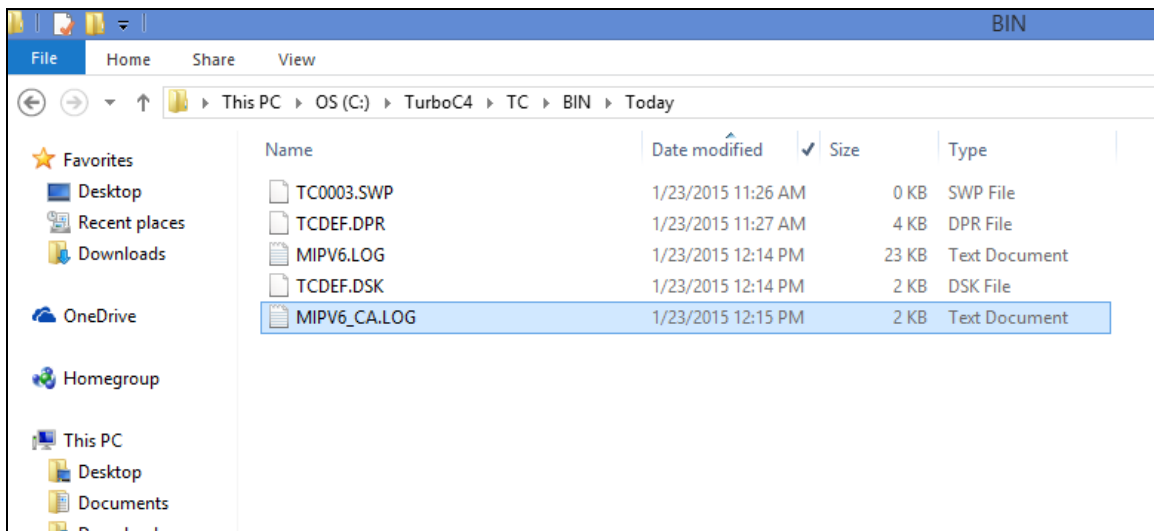 BIN
File Home Share View
This PC OS (C:) TurboC4 TC BIN Today
Name Date modified Size Type
Favorites
Desktop
Recent places
Downloads
OneDrive
Homegroup
This PC
Desktop
Documents
TC0003.SWP 1/23/2015 11:26 AM 0 KB SWP File
TCDEF.DPR 1/23/2015 11:27 AM 4 KB DPR File
MIPV6.LOG 1/23/2015 12:14 PM 23 KB Text Document
TCDEF.DSK 1/23/2015 12:14 PM 2 KB DSK File
MIPV6_CA.LOG 1/23/2015 12:15 PM 2 KB Text Document